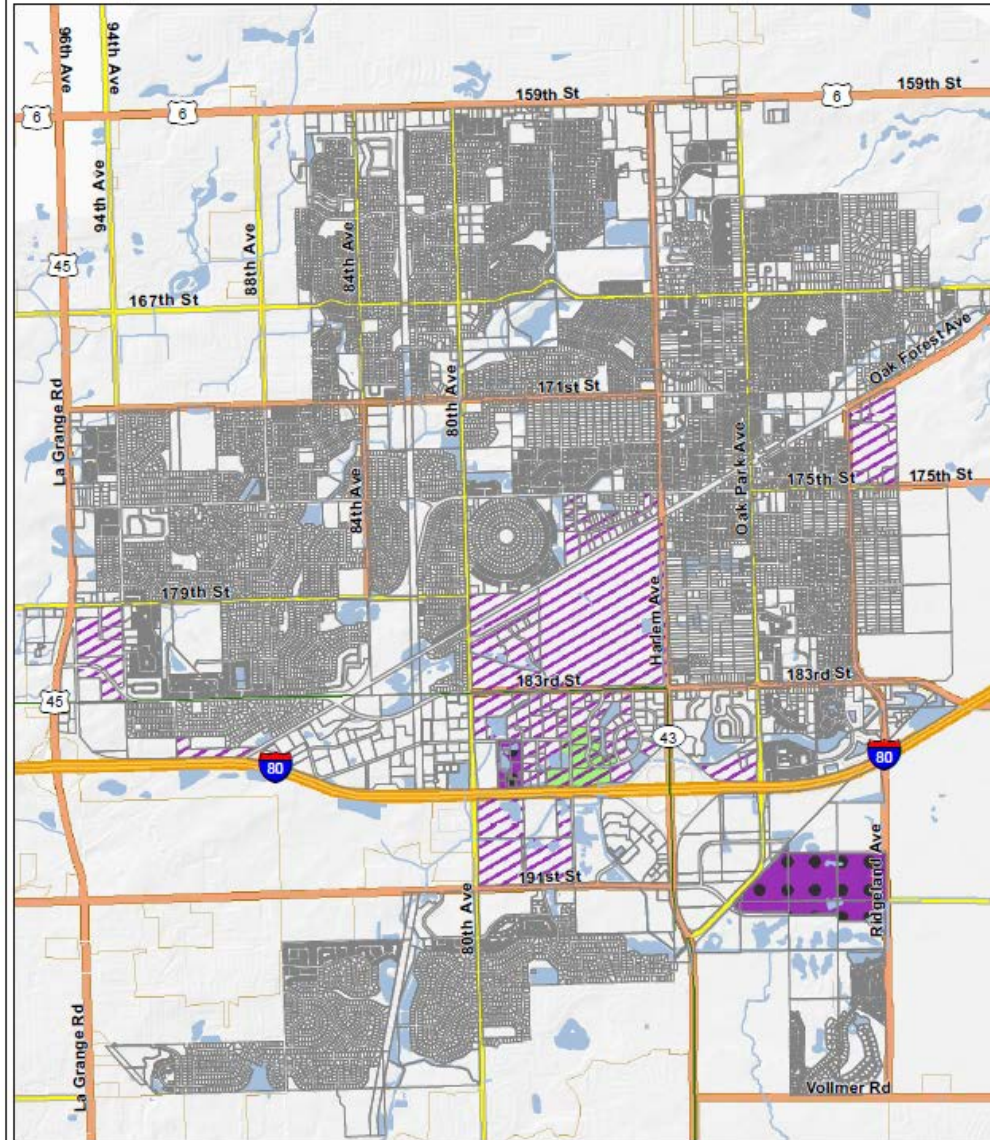 96th Ave
94th Ave
159th St
159th St
6
6
6
94th Ave
88th Ave
84th Ave
45
167th St
Oak Forest Ave
La Grange Rd
80th Ave
171st St
Oak Park Ave
84th Ave
175th St
175th St
179th St
Harlem Ave
45
183rd St
183rd St
43
80
80
191st St
Ridgeland Ave
80th Ave
La Grange Rd
Vollmer Rd